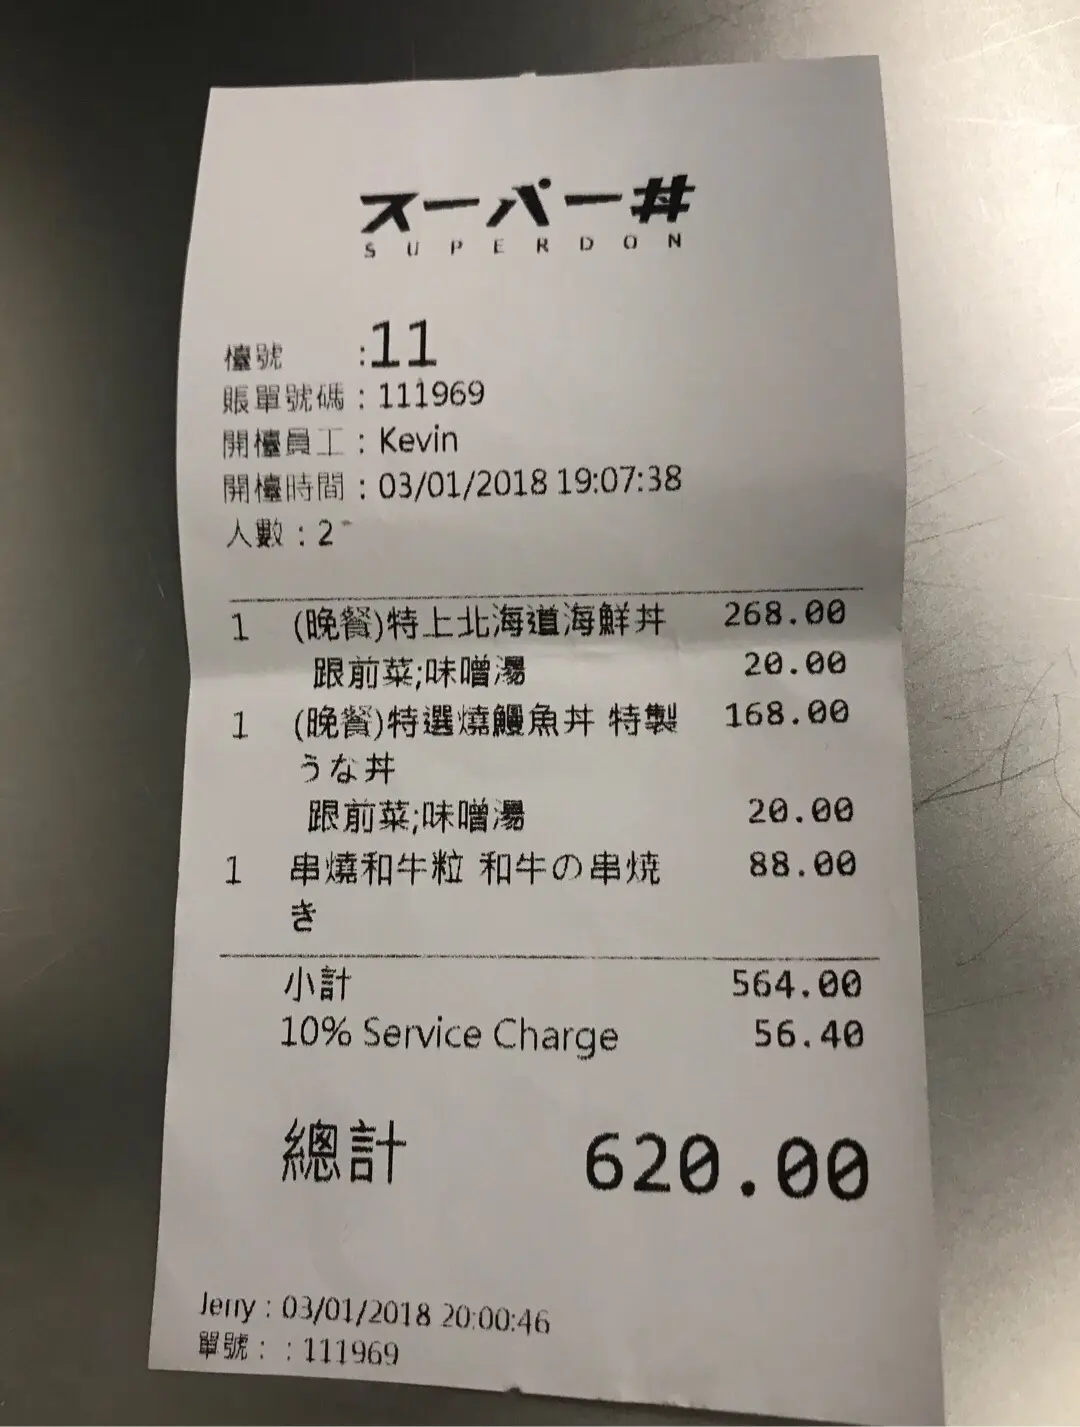 スーパー丼
SUPERDON
檯號 :11
賬單號碼 : 111969
開檯員工 : Kevin
開檯時間 : 03/01/2018 19:07:38
人數 : 2
1 (晚餐)特上北海道海鮮丼 268.00
跟前菜;味噌湯 20.00
1 (晚餐)特選燒鰻魚丼 特製 168.00
うな丼
跟前菜;味噌湯 20.00
1 串燒和牛粒 和牛の串焼 88.00
き
小計 564.00
10% Service Charge 56.40
總計 620.00
Jerry : 03/01/2018 20:00:46
單號: : 111969